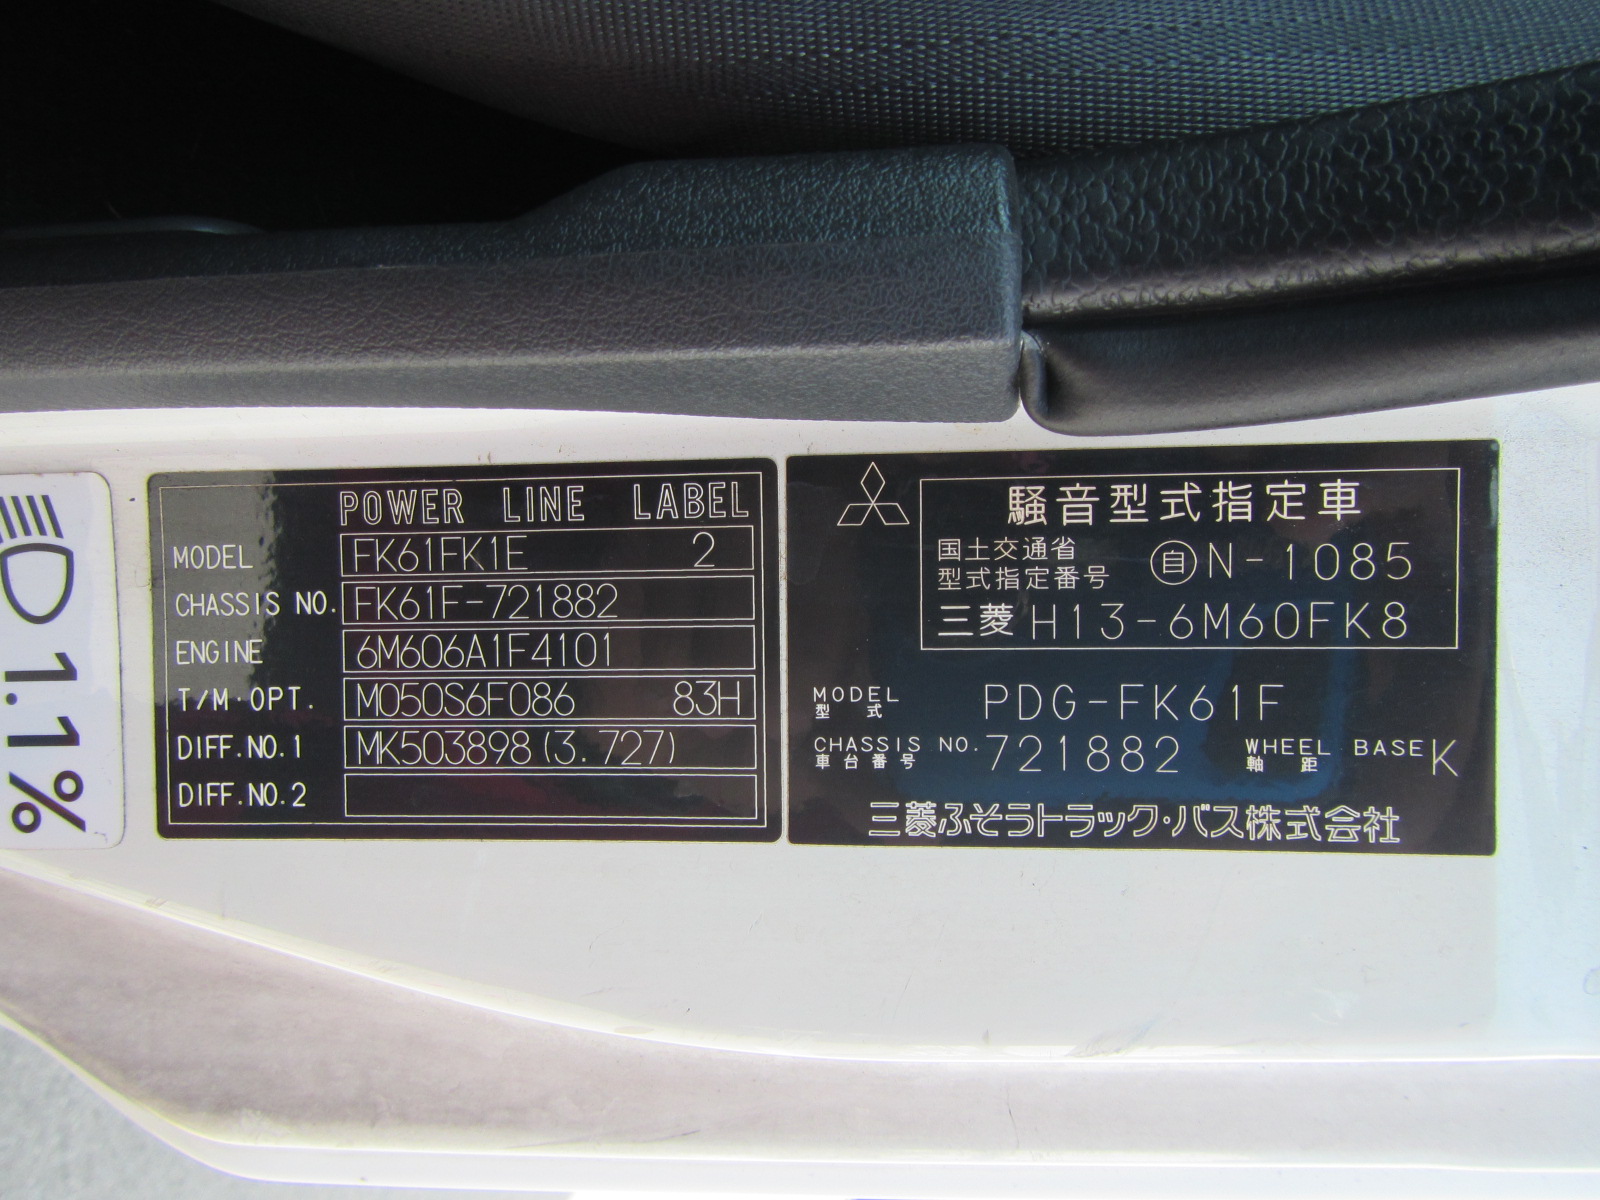 1.1%
POWER LINE LABEL
MODEL FK61FK1E 2
CHASSIS NO. FK61F-721882
ENGINE 6M606A1F4101
T/M·OPT. M050S6F086 83H
DIFF.NO.1 MK503898(3.727)
DIFF.NO.2
騒音型式指定車
国土交通省
型式指定番号 自N-1085
三菱 H13-6M60FK8
MODEL PDG-FK61F
型式
CHASSIS NO. 721882 WHEEL BASE K
車台番号 軸距
三菱ふそうトラック・バス株式会社